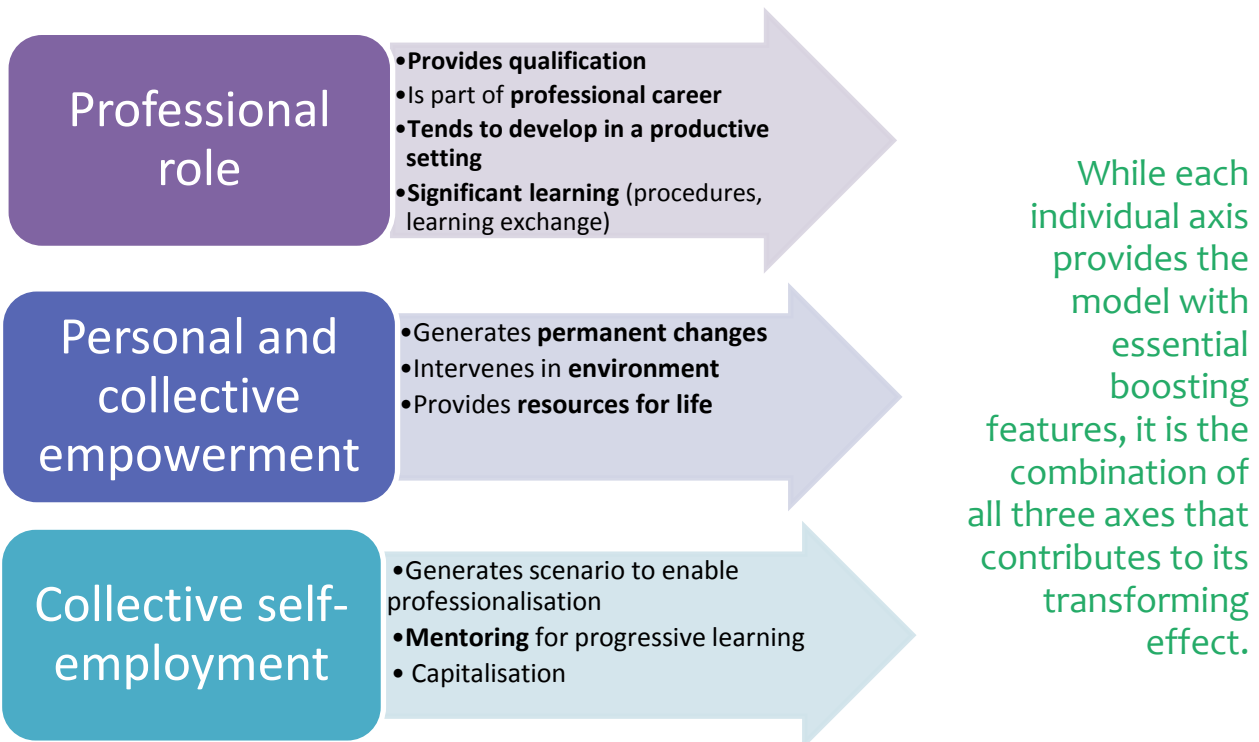 Professional
role
•Provides qualification
•Is part of professional career
•Tends to develop in a productive
setting
•Significant learning (procedures,
learning exchange)
Personal and
collective
empowerment
•Generates permanent changes
•Intervenes in environment
•Provides resources for life
Collective self-
employment
•Generates scenario to enable
professionalisation
•Mentoring for progressive learning
• Capitalisation
While each
individual axis
provides the
model with
essential
boosting
features, it is the
combination of
all three axes that
contributes to its
transforming
effect.